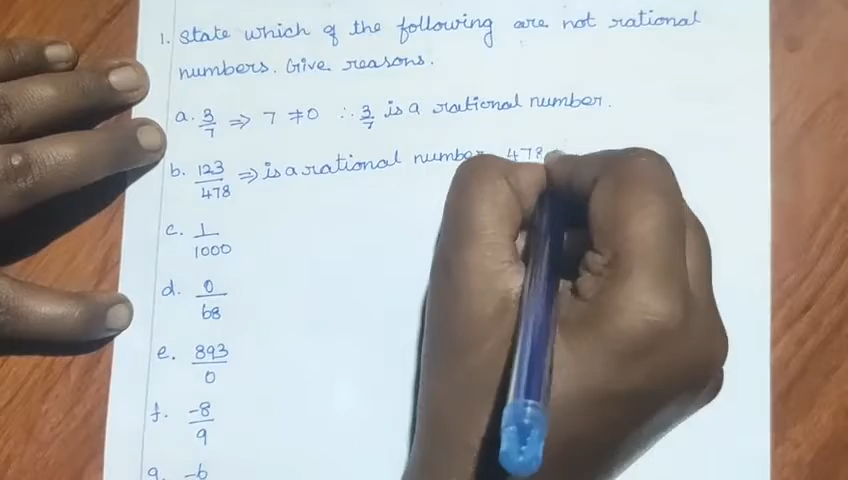 1. State which of the following are not rational
numbers. Give reasons.
a. 3/7 ⇒ 7 ≠ 0 ∴ 3/7 is a rational number.
b. 123/478 ⇒ is a rational number 478
c. 1/1000
d. 0/68
e. 893/0
f. -8/9
g. -6